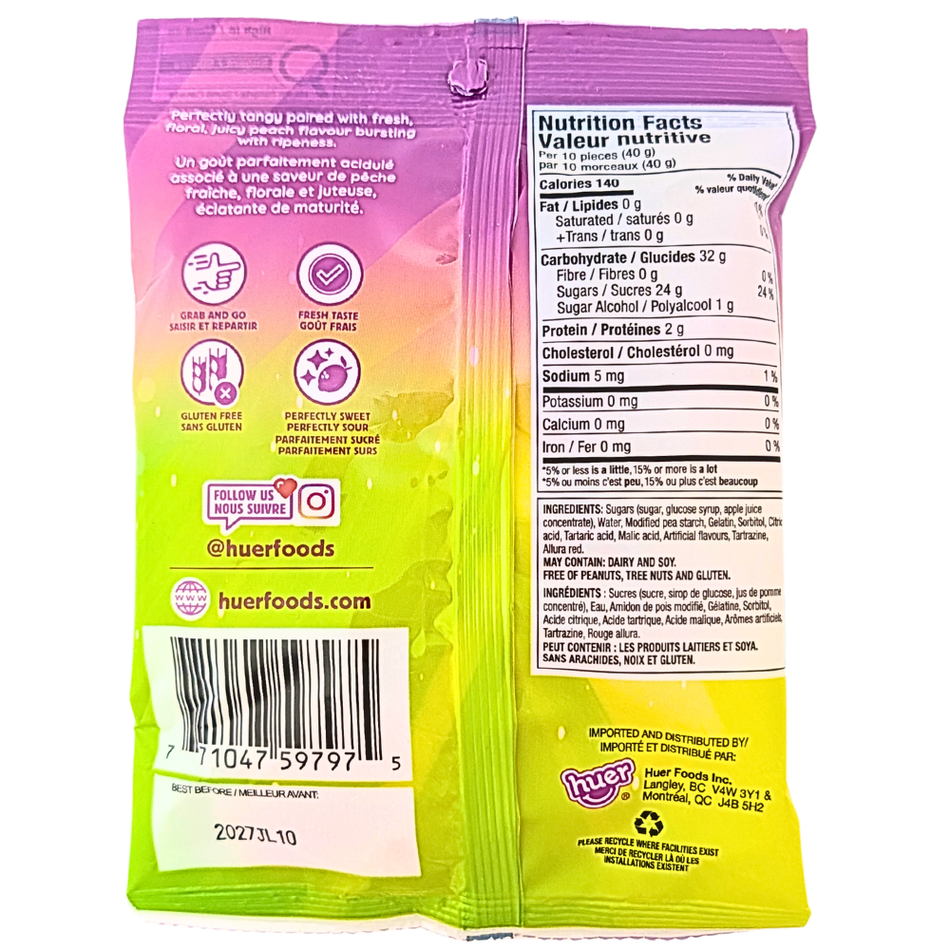 Perfectly tangy paired with fresh,
floral, juicy peach flavour bursting
with ripeness.
Un goût parfaitement acidulé
associé à une saveur de pêche
fraîche, florale et juteuse,
éclatante de maturité.
GRAB AND GO
SAISIR ET REPARTIR
FRESH TASTE
GOÛT FRAIS
GLUTEN FREE
SANS GLUTEN
PERFECTLY SWEET
PERFECTLY SOUR
PARFAITEMENT SUCRÉ
PARFAITEMENT SURS
FOLLOW US
NOUS SUIVRE
@huerfoods
WWW
huerfoods.com
7 71047 59797 5
BEST BEFORE / MEILLEUR AVANT:
2027JL10
Nutrition Facts
Valeur nutritive
Per 10 pieces (40 g)
par 10 morceaux (40 g)
Calories 140
% Daily Value*
% valeur quotidienne*
Fat / Lipides 0 g
Saturated / saturés 0 g
+Trans / trans 0 g
Carbohydrate / Glucides 32 g
Fibre / Fibres 0 g 0 %
Sugars / Sucres 24 g 24 %
Sugar Alcohol / Polyalcool 1 g
Protein / Protéines 2 g
Cholesterol / Cholestérol 0 mg
Sodium 5 mg 1 %
Potassium 0 mg 0 %
Calcium 0 mg 0 %
Iron / Fer 0 mg 0 %
*5% or less is a little, 15% or more is a lot
*5% ou moins c'est peu, 15% ou plus c'est beaucoup
INGREDIENTS: Sugars (sugar, glucose syrup, apple juice
concentrate), Water, Modified pea starch, Gelatin, Sorbitol, Citric
acid, Tartaric acid, Malic acid, Artificial flavours, Tartrazine,
Allura red.
MAY CONTAIN: DAIRY AND SOY.
FREE OF PEANUTS, TREE NUTS AND GLUTEN.
INGRÉDIENTS : Sucres (sucre, sirop de glucose, jus de pomme
concentré), Eau, Amidon de pois modifié, Gélatine, Sorbitol,
Acide citrique, Acide tartrique, Acide malique, Arômes artificiels,
Tartrazine, Rouge allura.
PEUT CONTENIR : LES PRODUITS LAITIERS ET SOYA.
SANS ARACHIDES, NOIX ET GLUTEN.
IMPORTED AND DISTRIBUTED BY/
IMPORTÉ ET DISTRIBUÉ PAR:
huer®
Huer Foods Inc.
Langley, BC V4W 3Y1 &
Montréal, QC J4B 5H2
PLEASE RECYCLE WHERE FACILITIES EXIST
MERCI DE RECYCLER LÀ OÙ LES
INSTALLATIONS EXISTENT